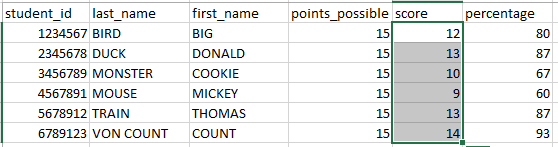 student_id last_name first_name points_possible score percentage
1234567 BIRD BIG 15 12 80
2345678 DUCK DONALD 15 13 87
3456789 MONSTER COOKIE 15 10 67
4567891 MOUSE MICKEY 15 9 60
5678912 TRAIN THOMAS 15 13 87
6789123 VON COUNT COUNT 15 14 93